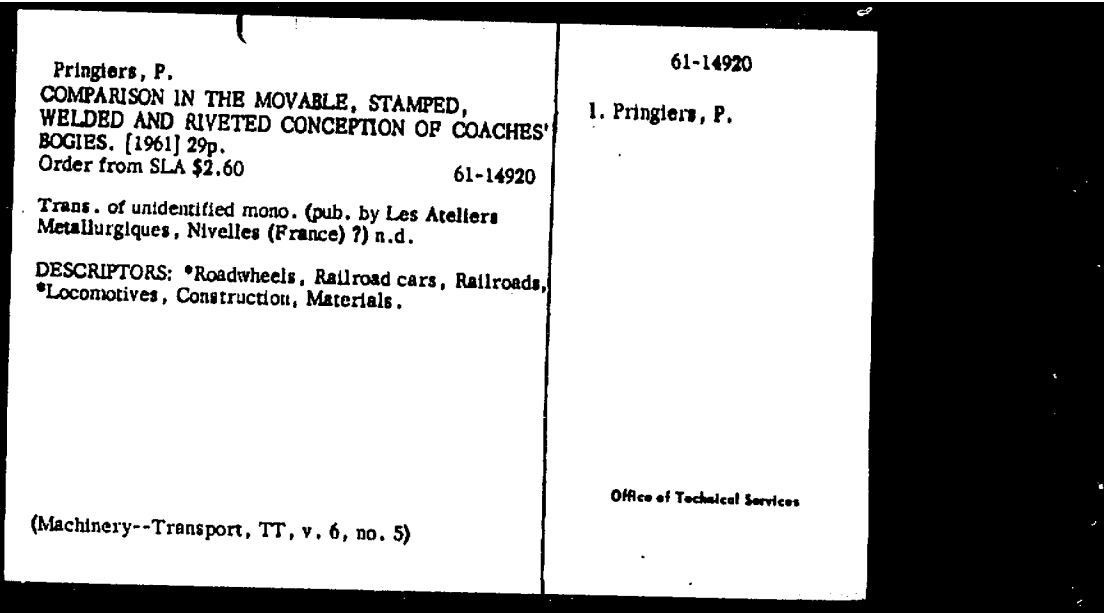 Pringiers, P.
COMPARISON IN THE MOVABLE, STAMPED,
WELDED AND RIVETED CONCEPTION OF COACHES'
BOGIES. [1961] 29p.
Order from SLA $2.60 61-14920
Trans. of unidentified mono. (pub. by Les Ateliers
Metallurgiques, Nivelles (France) ?) n.d.
DESCRIPTORS: *Roadwheels, Railroad cars, Railroads,
*Locomotives, Construction, Materials.
(Machinery--Transport, TT, v. 6, no. 5)
61-14920
1. Pringiers, P.
Office of Technical Services